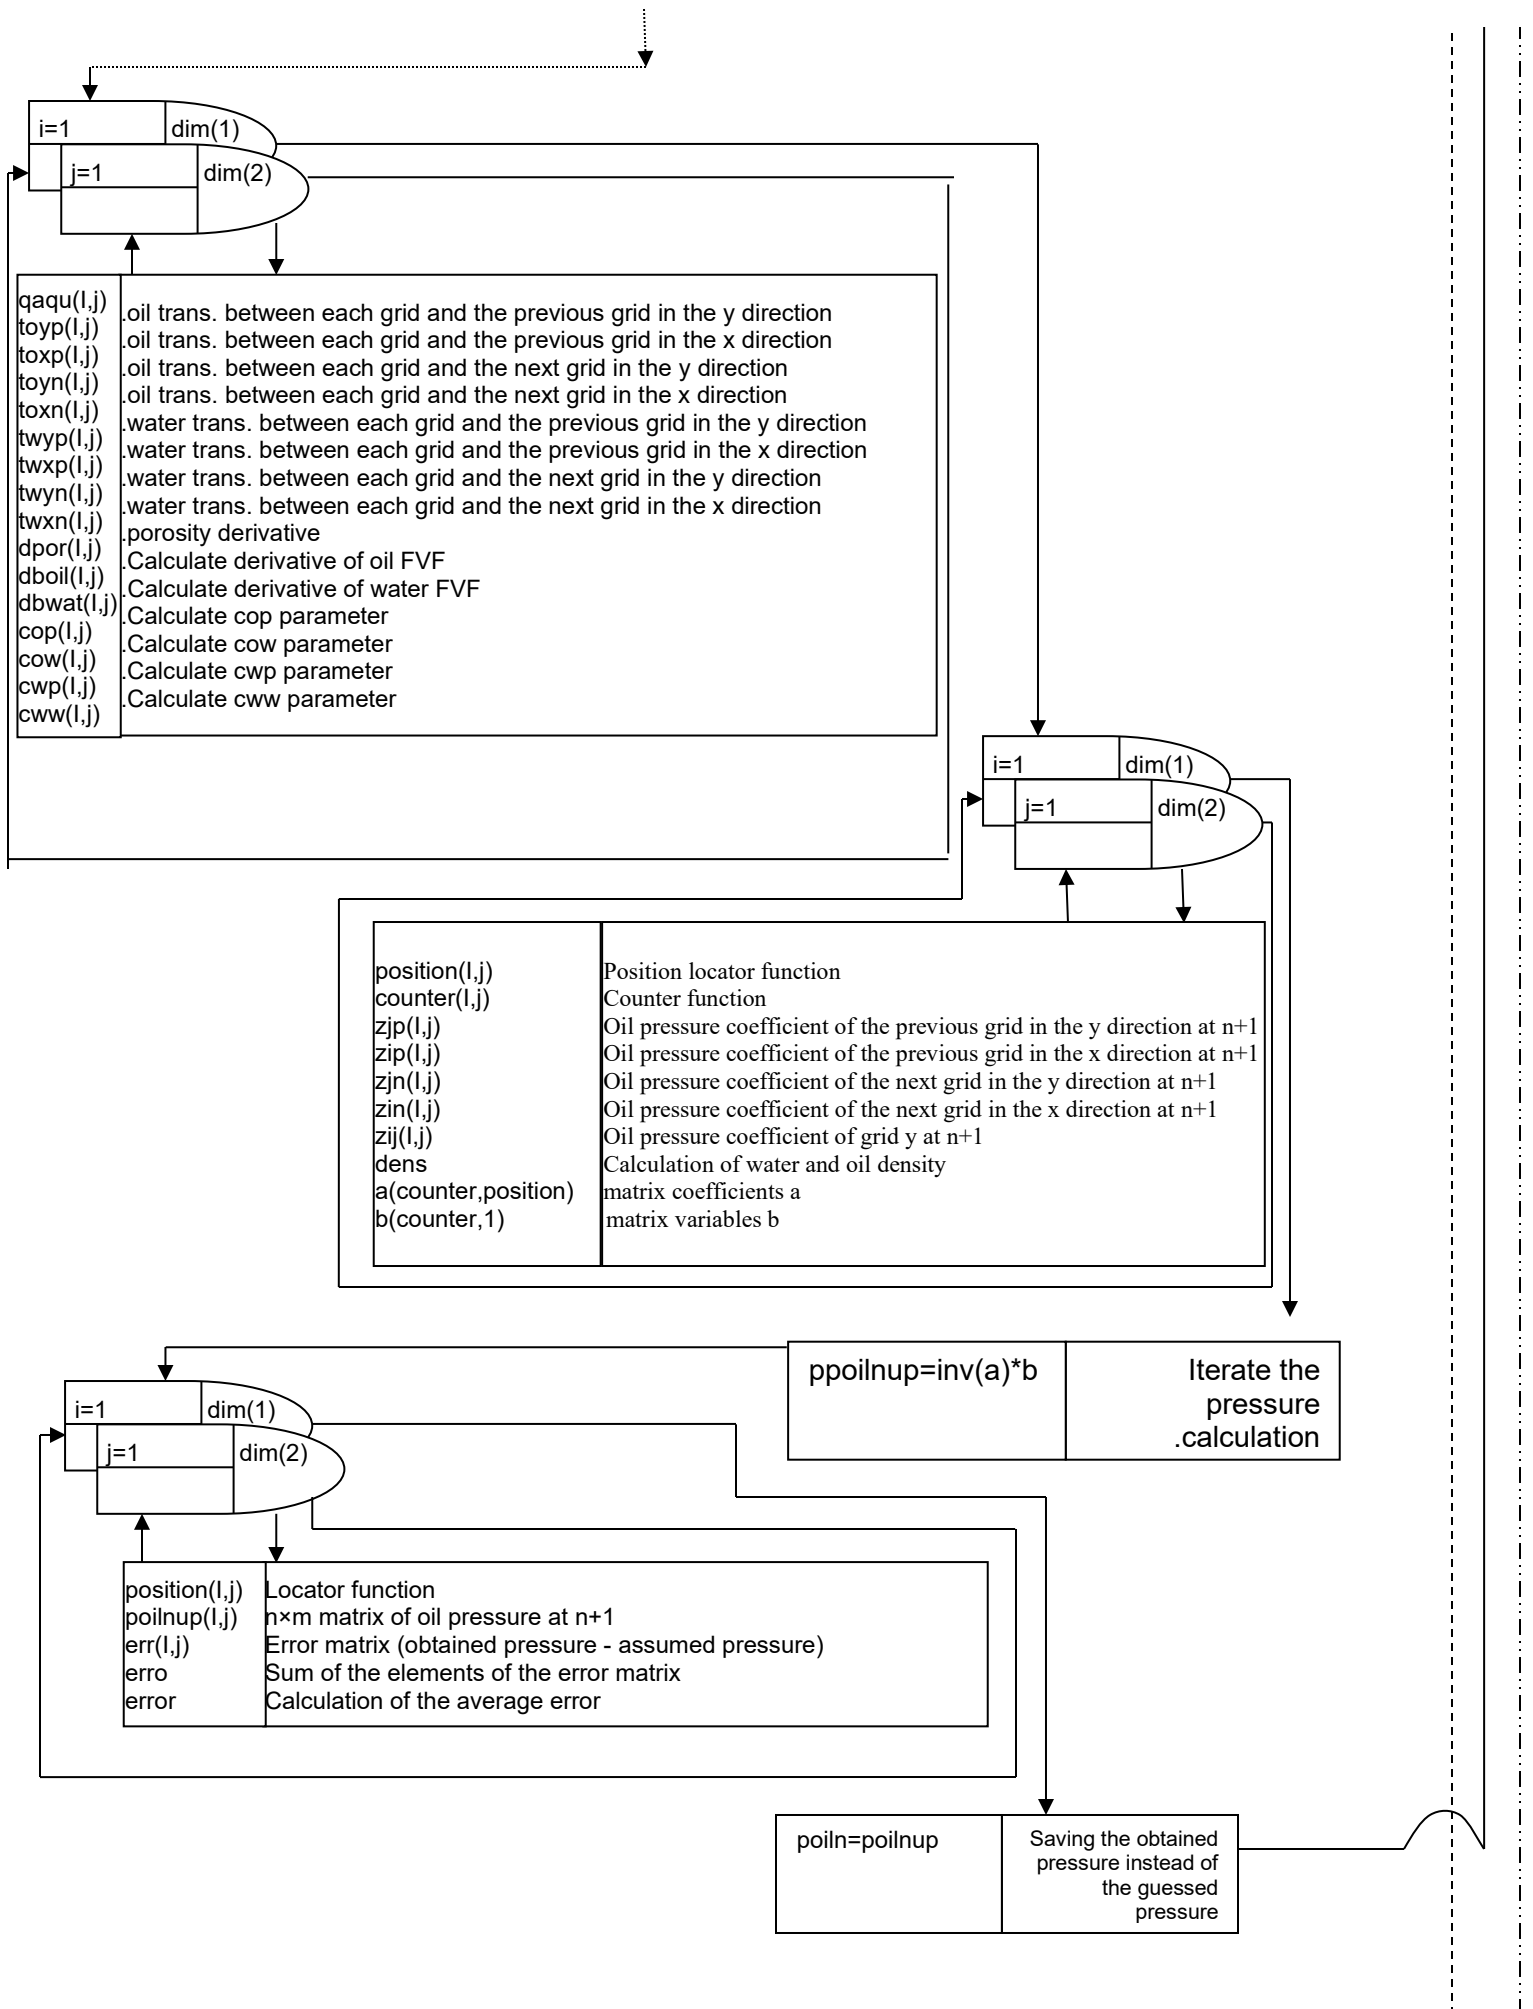 i=1
dim(1)
j=1
dim(2)
qaqu(I,j)
toyp(I,j)
toxp(I,j)
toyn(I,j)
toxn(I,j)
twyp(I,j)
twxp(I,j)
twyn(I,j)
twxn(I,j)
dpor(I,j)
dboil(I,j)
dbwat(I,j)
cop(I,j)
cow(I,j)
cwp(I,j)
cww(I,j)
.oil trans. between each grid and the previous grid in the y direction
.oil trans. between each grid and the previous grid in the x direction
.oil trans. between each grid and the next grid in the y direction
.oil trans. between each grid and the next grid in the x direction
.water trans. between each grid and the previous grid in the y direction
.water trans. between each grid and the previous grid in the x direction
.water trans. between each grid and the next grid in the y direction
.water trans. between each grid and the next grid in the x direction
.porosity derivative
.Calculate derivative of oil FVF
.Calculate derivative of water FVF
.Calculate cop parameter
.Calculate cow parameter
.Calculate cwp parameter
.Calculate cww parameter
i=1
dim(1)
j=1
dim(2)
position(I,j)
counter(I,j)
zjp(I,j)
zip(I,j)
zjn(I,j)
zin(I,j)
zij(I,j)
dens
a(counter,position)
b(counter,1)
Position locator function
Counter function
Oil pressure coefficient of the previous grid in the y direction at n+1
Oil pressure coefficient of the previous grid in the x direction at n+1
Oil pressure coefficient of the next grid in the y direction at n+1
Oil pressure coefficient of the next grid in the x direction at n+1
Oil pressure coefficient of grid y at n+1
Calculation of water and oil density
matrix coefficients a
matrix variables b
ppoilnup=inv(a)*b
Iterate the
pressure
.calculation
i=1
dim(1)
j=1
dim(2)
position(I,j)
poilnup(I,j)
err(I,j)
erro
error
Locator function
n×m matrix of oil pressure at n+1
Error matrix (obtained pressure - assumed pressure)
Sum of the elements of the error matrix
Calculation of the average error
poiln=poilnup
Saving the obtained
pressure instead of
the guessed
pressure